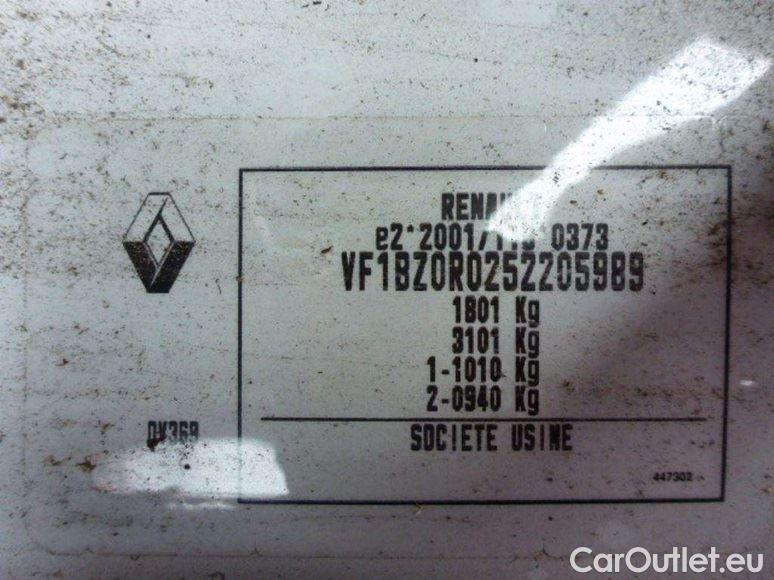 e2*2001/ 0373
VF1BZ0R0252205989
1801 Kg
3101 Kg
1-1010 Kg
2-0940 Kg
SOCIETE USINE
447302
CarOutlet.eu